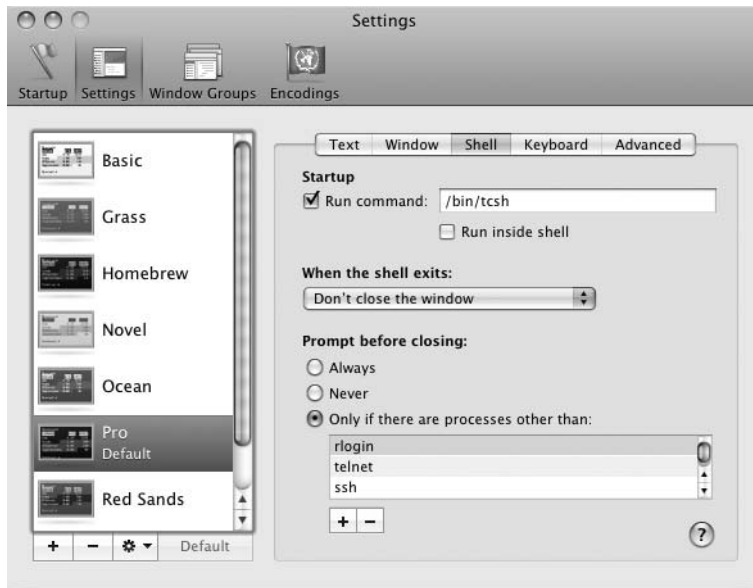 Settings
Startup Settings Window Groups Encodings
Basic
Grass
Homebrew
Novel
Ocean
Pro
Default
Red Sands
+ − Default
Text Window Shell Keyboard Advanced
Startup
Run command: /bin/tcsh
Run inside shell
When the shell exits:
Don't close the window
Prompt before closing:
Always
Never
Only if there are processes other than:
rlogin
telnet
ssh
+ −
?